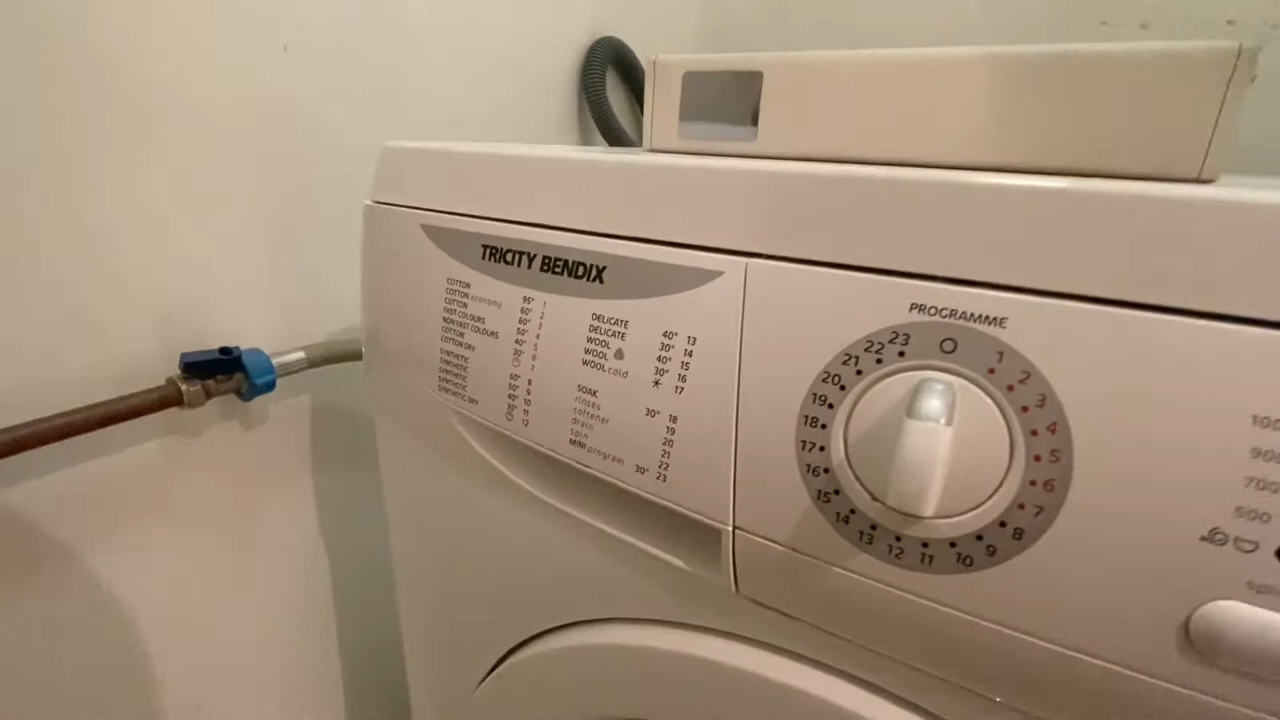 TRICITY BENDIX
COTTON 95° 1
COTTON economy 60° 2
COTTON 60° 3
FAST COLOURS 50° 4
NON FAST COLOURS 40° 5
COTTON 30° 6
COTTON DRY 7
SYNTHETIC 60° 8
SYNTHETIC 50° 9
SYNTHETIC 40° 10
SYNTHETIC 30° 11
SYNTHETIC DRY 12
DELICATE 40° 13
DELICATE 30° 14
WOOL 40° 15
WOOL 30° 16
WOOL cold 17
SOAK 30° 18
rinses 19
softener 20
drain 21
spin 22
MINI program 30° 23
PROGRAMME
1
2
3
4
5
6
7
8
9
10
11
12
13
14
15
16
17
18
19
20
21
22
23
700
500